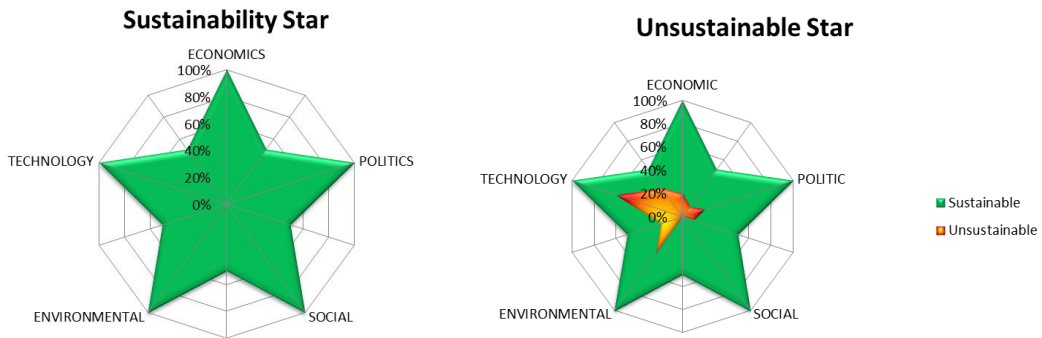 Sustainability Star
ECONOMICS
100%
80%
60%
40%
20%
0%
TECHNOLOGY
POLITICS
ENVIRONMENTAL
SOCIAL
Unsustainable Star
ECONOMIC
100%
80%
60%
40%
20%
0%
TECHNOLOGY
POLITIC
ENVIRONMENTAL
SOCIAL
Sustainable
Unsustainable